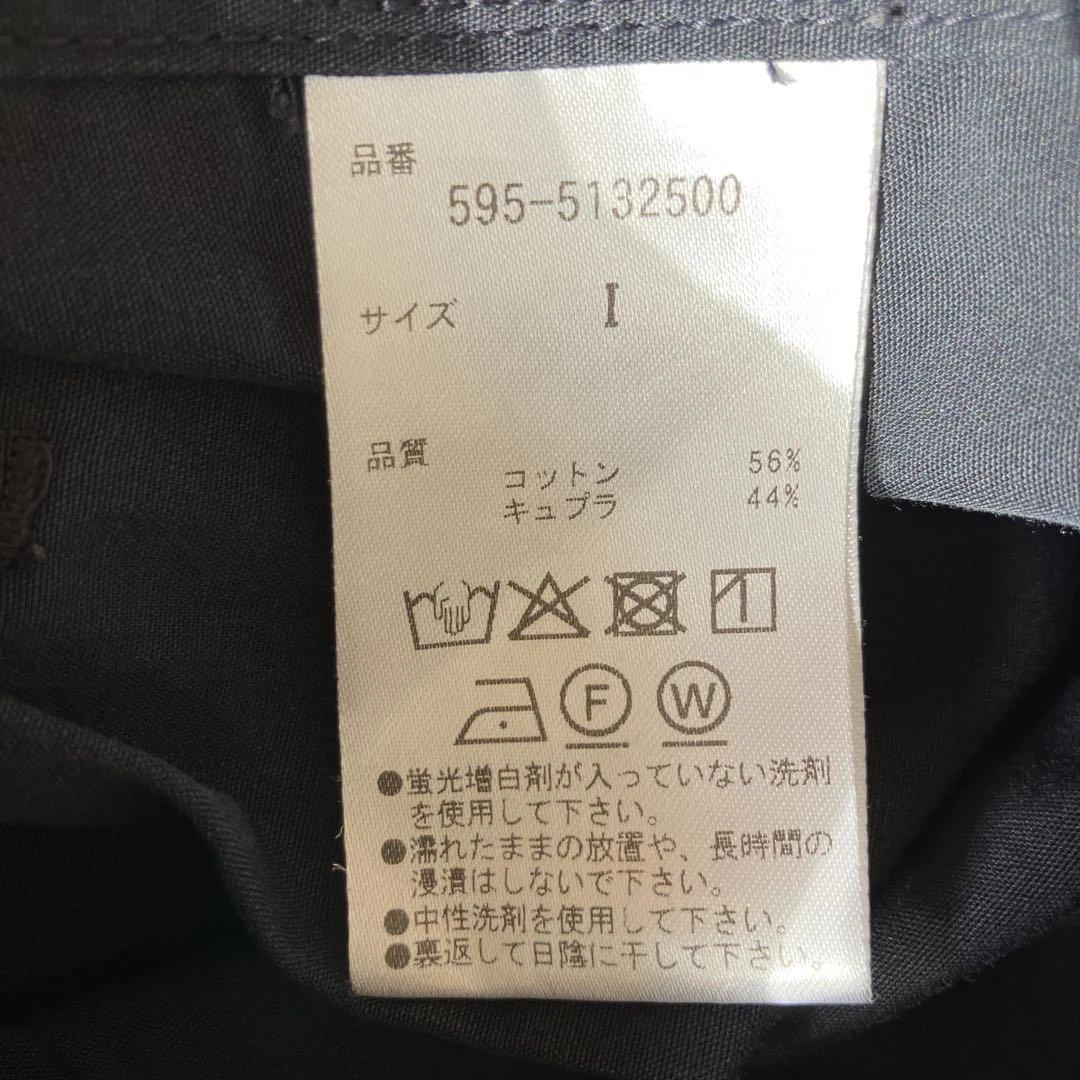 品番
595-5132500
サイズ I
品質
コットン 56%
キュプラ 44%
F W
●蛍光増白剤が入っていない洗剤
を使用して下さい。
●濡れたままの放置や、長時間の
浸漬はしないで下さい。
●中性洗剤を使用して下さい。
●裏返して日陰に干して下さい。